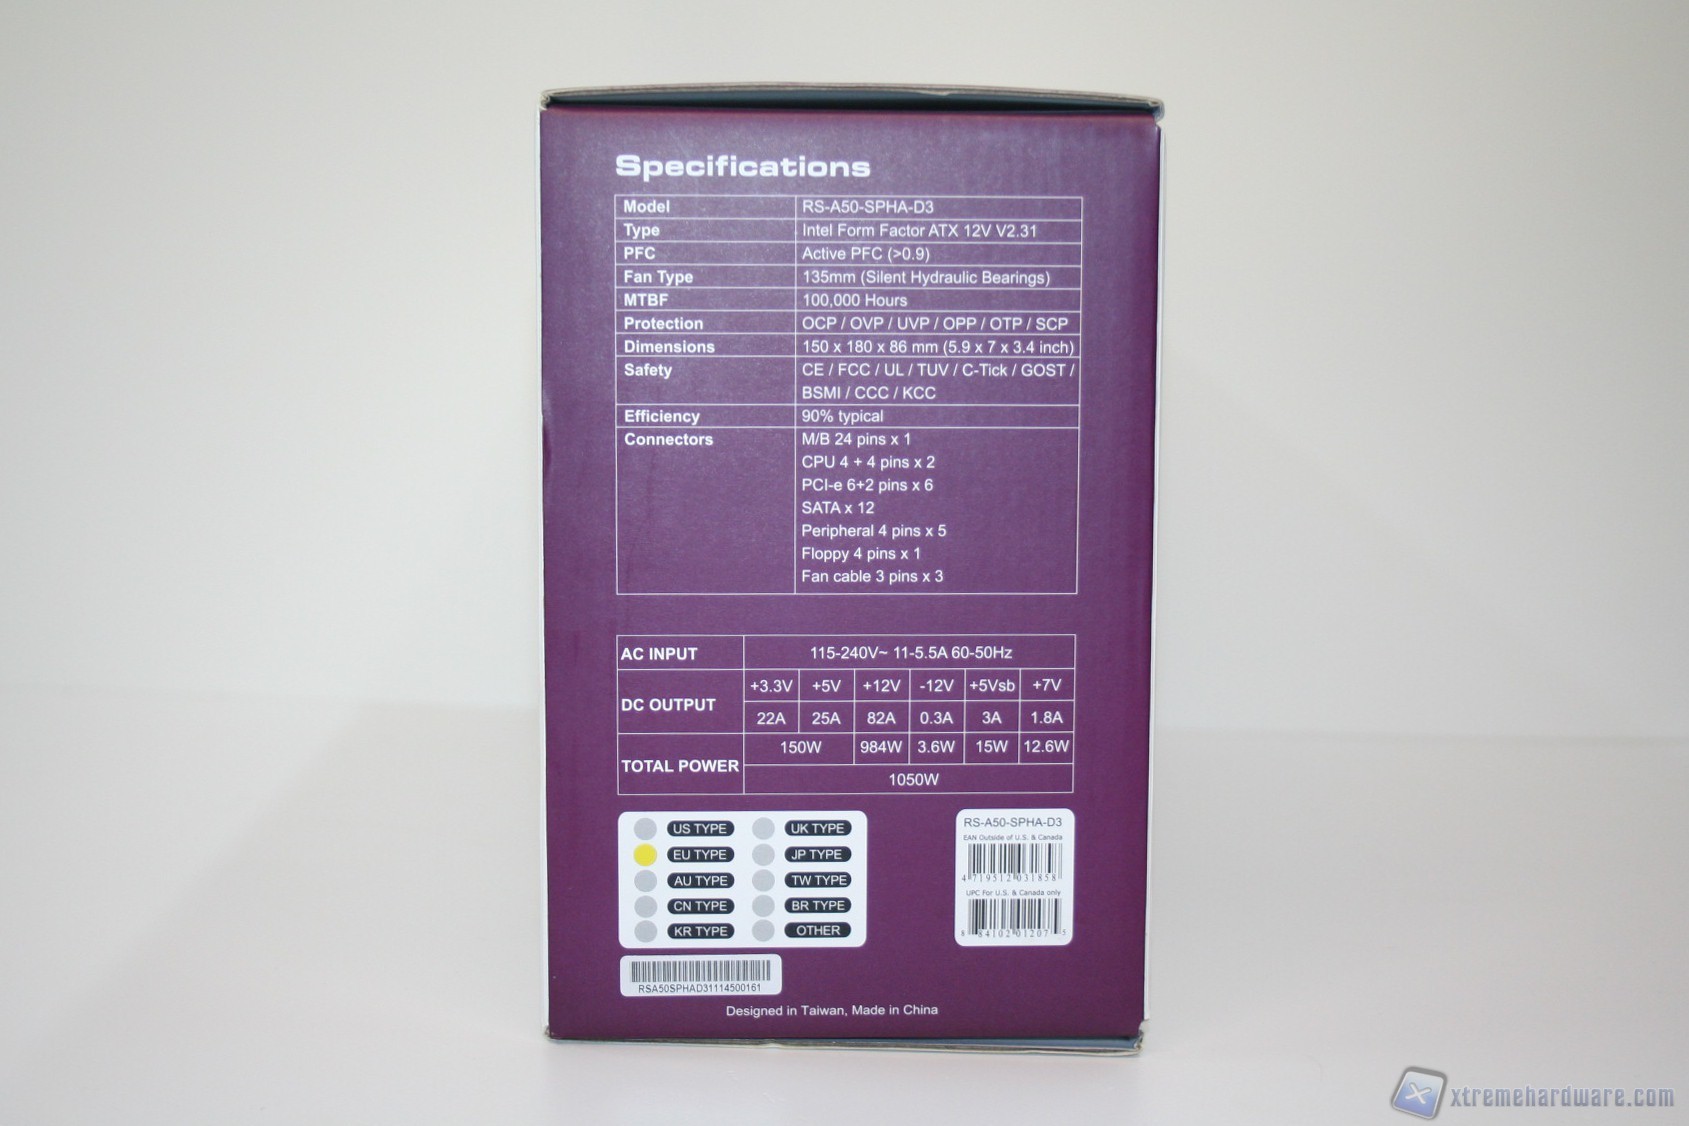 Specifications
Model RS-A50-SPHA-D3
Type Intel Form Factor ATX 12V V2.31
PFC Active PFC (>0.9)
Fan Type 135mm (Silent Hydraulic Bearings)
MTBF 100,000 Hours
Protection OCP / OVP / UVP / OPP / OTP / SCP
Dimensions 150 x 180 x 86 mm (5.9 x 7 x 3.4 inch)
Safety CE / FCC / UL / TUV / C-Tick / GOST /
BSMI / CCC / KCC
Efficiency 90% typical
Connectors M/B 24 pins x 1
CPU 4 + 4 pins x 2
PCI-e 6+2 pins x 6
SATA x 12
Peripheral 4 pins x 5
Floppy 4 pins x 1
Fan cable 3 pins x 3
AC INPUT 115-240V~ 11-5.5A 60-50Hz
DC OUTPUT +3.3V +5V +12V -12V +5Vsb +7V
22A 25A 82A 0.3A 3A 1.8A
TOTAL POWER 150W 984W 3.6W 15W 12.6W
1050W
US TYPE UK TYPE
EU TYPE JP TYPE
AU TYPE TW TYPE
CN TYPE BR TYPE
KR TYPE OTHER
RS-A50-SPHA-D3
EAN Outside of U.S. & Canada
4 719512 031858
UPC For U.S. & Canada only
8 84102 01207 5
RSA50SPHAD31114500161
Designed in Taiwan, Made in China
xtremehardware.com